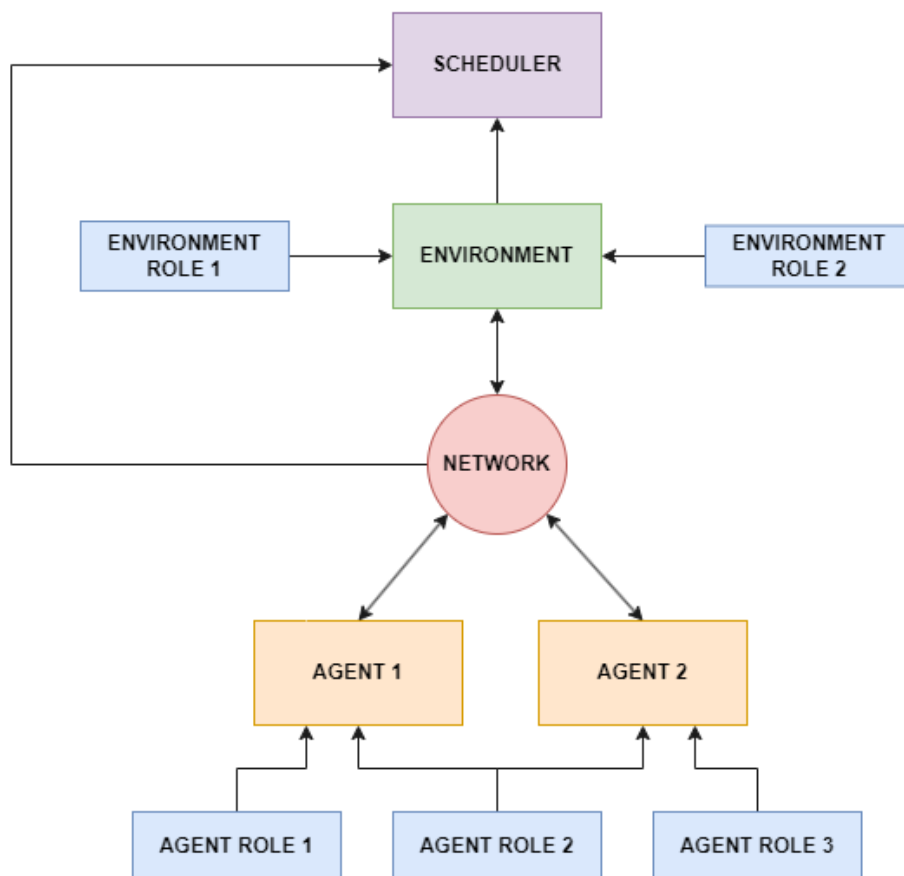 SCHEDULER
ENVIRONMENT
ROLE 1
ENVIRONMENT
ENVIRONMENT
ROLE 2
NETWORK
AGENT 1
AGENT 2
AGENT ROLE 1
AGENT ROLE 2
AGENT ROLE 3